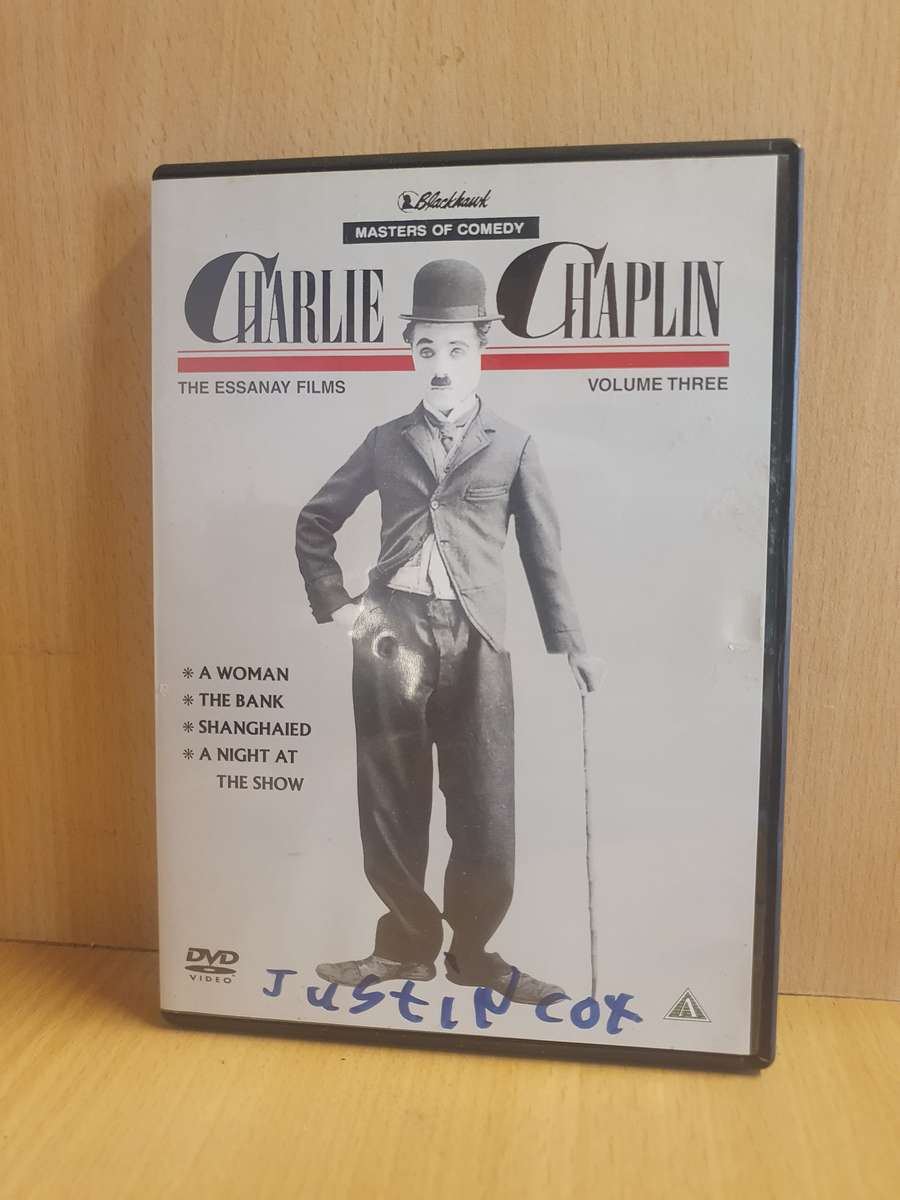 Blackhawk
MASTERS OF COMEDY
CHARLIE CHAPLIN
THE ESSANAY FILMS
VOLUME THREE
❋ A WOMAN
❋ THE BANK
❋ SHANGHAIED
❋ A NIGHT AT
THE SHOW
DVD
VIDEO
JUStIN COX
A